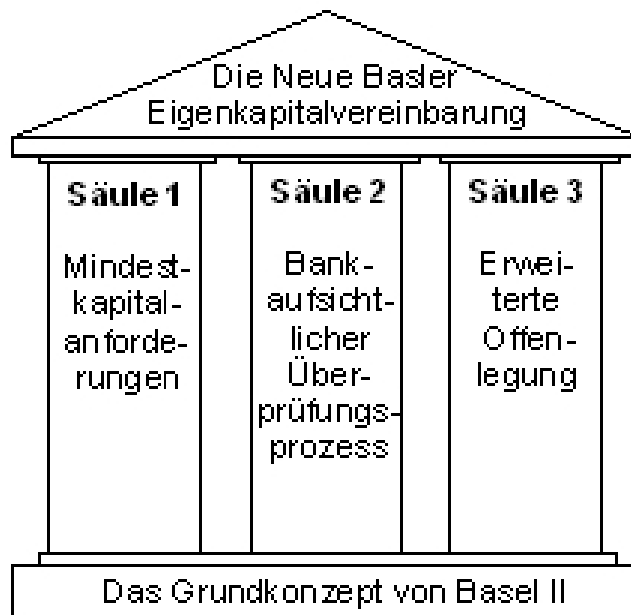 Die Neue Basler
Eigenkapitalvereinbarung
Säule 1
Mindest-
kapital-
anforde-
rungen
Säule 2
Bank-
aufsicht-
licher
Über-
prüfungs-
prozess
Säule 3
Erwei-
terte
Offen-
legung
Das Grundkonzept von Basel II